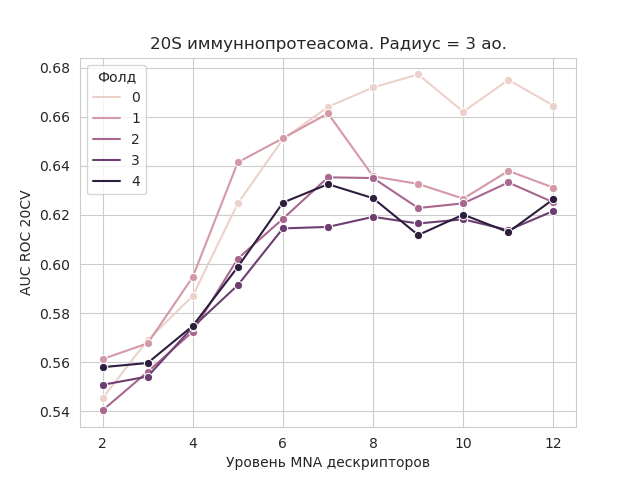 20S иммуннопротеасома. Радиус = 3 ао.
Фолд
0
1
2
3
4
0.68
0.66
0.64
0.62
0.60
0.58
0.56
0.54
AUC ROC 20CV
2 4 6 8 10 12
Уровень MNA дескрипторов